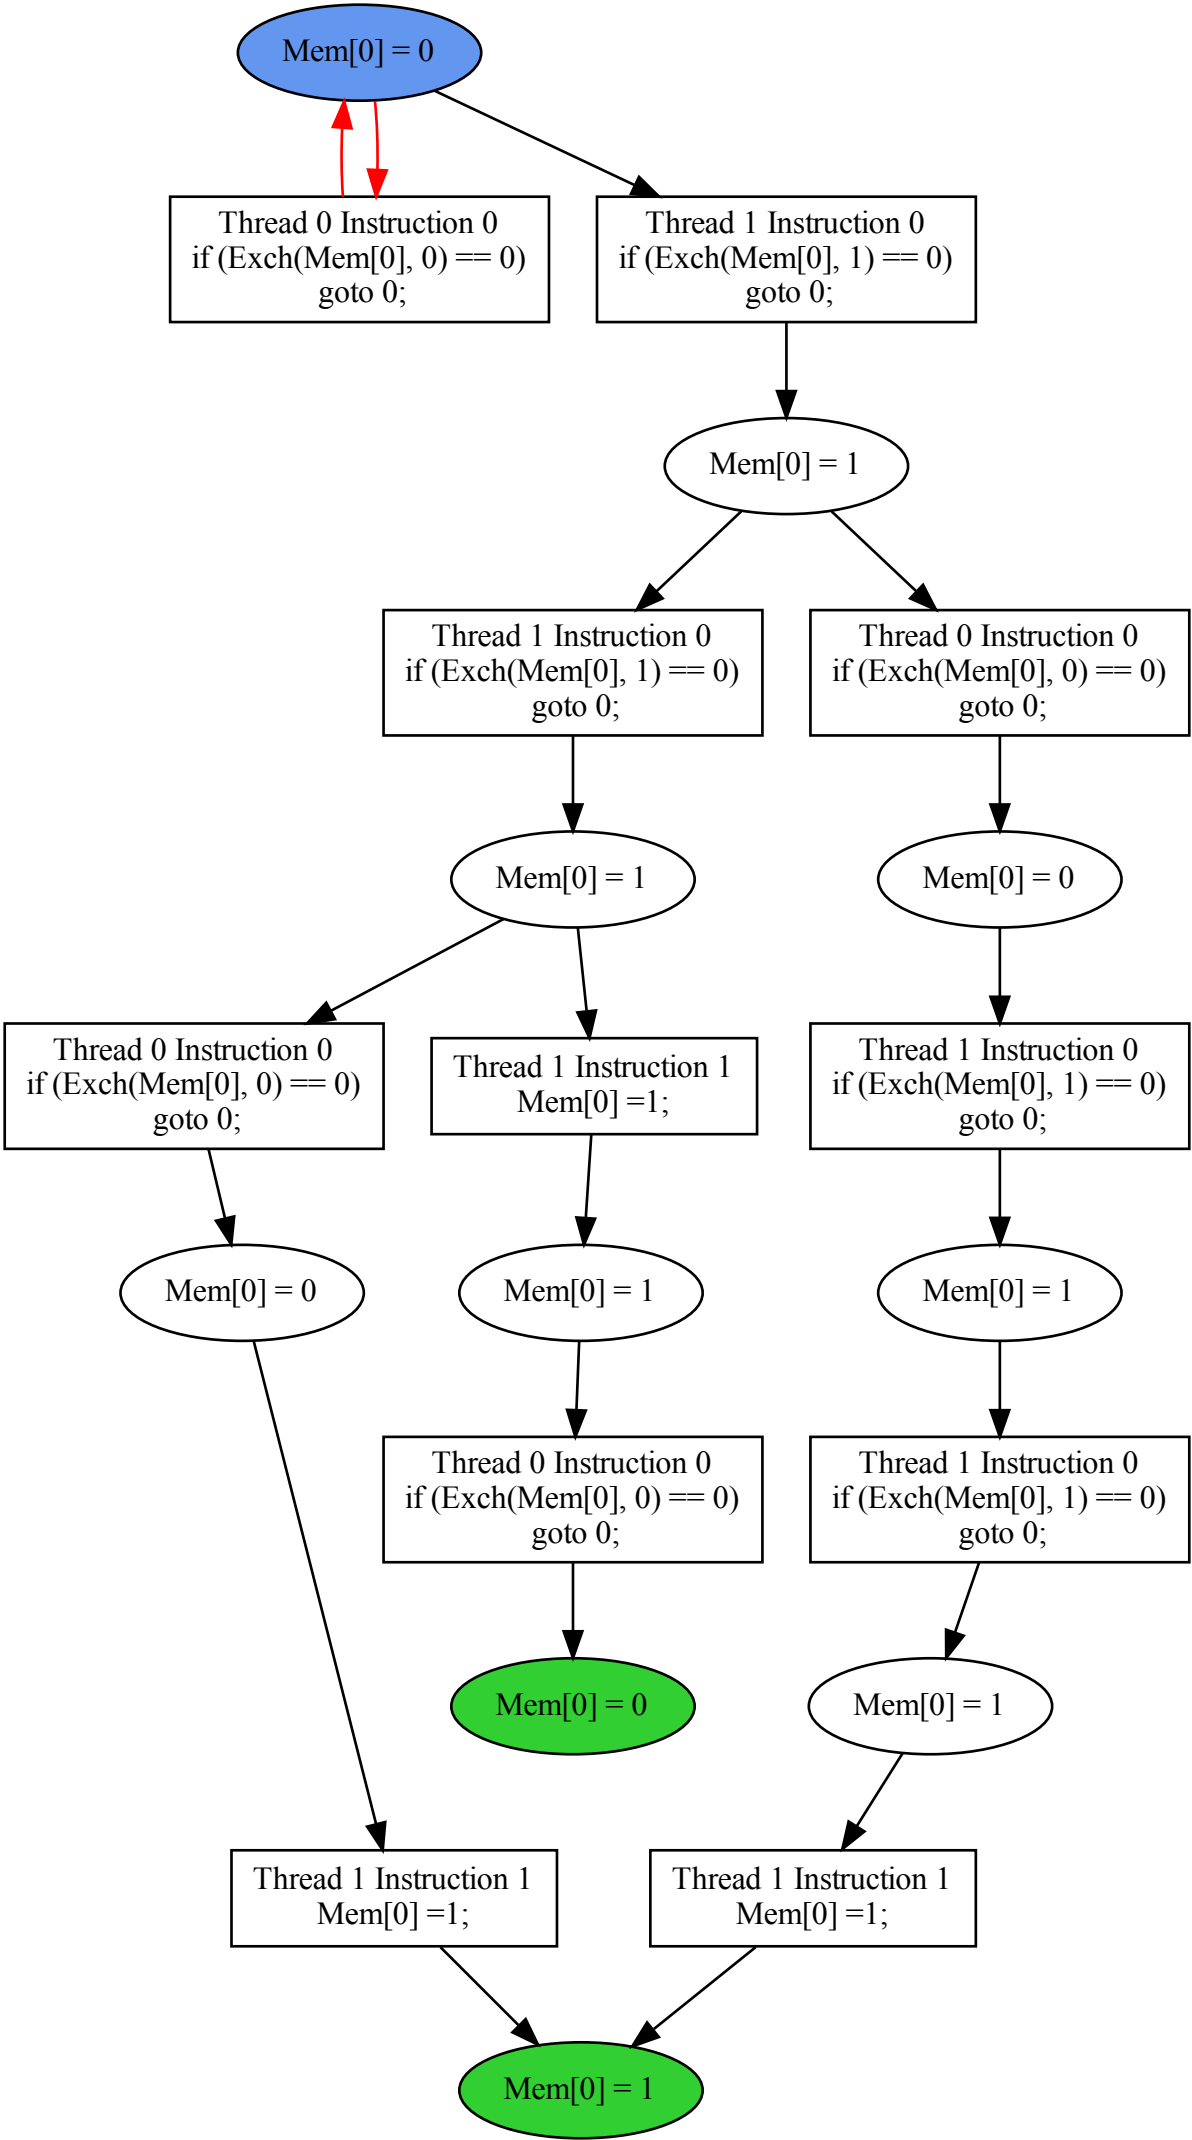 Mem[0] = 0
Thread 0 Instruction 0
if (Exch(Mem[0], 0) == 0)
goto 0;
Thread 1 Instruction 0
if (Exch(Mem[0], 1) == 0)
goto 0;
Mem[0] = 1
Thread 1 Instruction 0
if (Exch(Mem[0], 1) == 0)
goto 0;
Thread 0 Instruction 0
if (Exch(Mem[0], 0) == 0)
goto 0;
Mem[0] = 1
Mem[0] = 0
Thread 0 Instruction 0
if (Exch(Mem[0], 0) == 0)
goto 0;
Thread 1 Instruction 1
Mem[0] =1;
Thread 1 Instruction 0
if (Exch(Mem[0], 1) == 0)
goto 0;
Mem[0] = 0
Mem[0] = 1
Mem[0] = 1
Thread 0 Instruction 0
if (Exch(Mem[0], 0) == 0)
goto 0;
Thread 1 Instruction 0
if (Exch(Mem[0], 1) == 0)
goto 0;
Mem[0] = 0
Mem[0] = 1
Thread 1 Instruction 1
Mem[0] =1;
Thread 1 Instruction 1
Mem[0] =1;
Mem[0] = 1